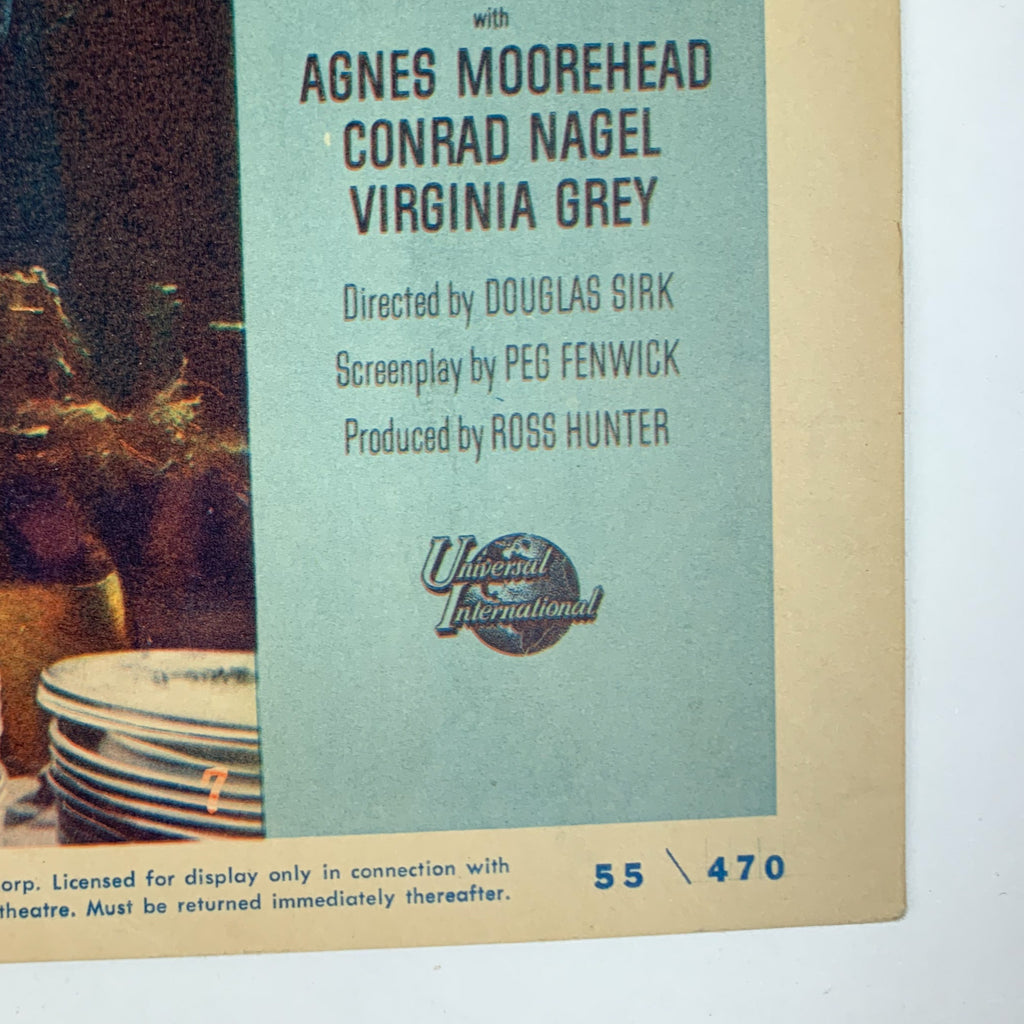 with
AGNES MOOREHEAD
CONRAD NAGEL
VIRGINIA GREY
Directed by DOUGLAS SIRK
Screenplay by PEG FENWICK
Produced by ROSS HUNTER
Universal
International
7
orp. Licensed for display only in connection with
theatre. Must be returned immediately thereafter.
55 \ 470